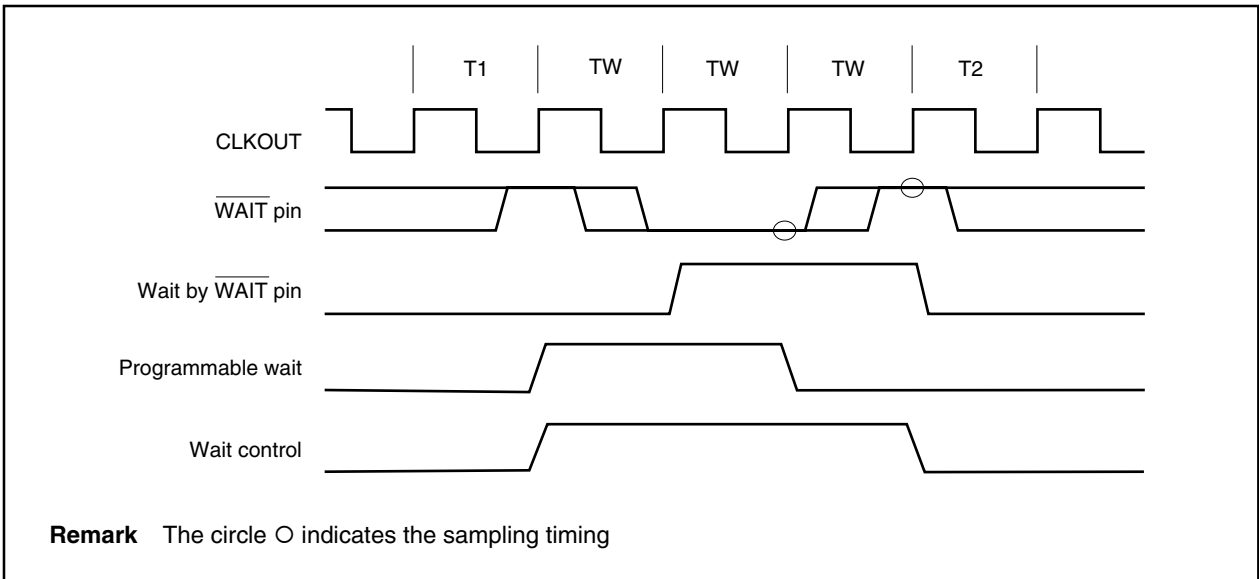 T1 TW TW TW T2
CLKOUT
WAIT pin
Wait by WAIT pin
Programmable wait
Wait control
Remark The circle ○ indicates the sampling timing